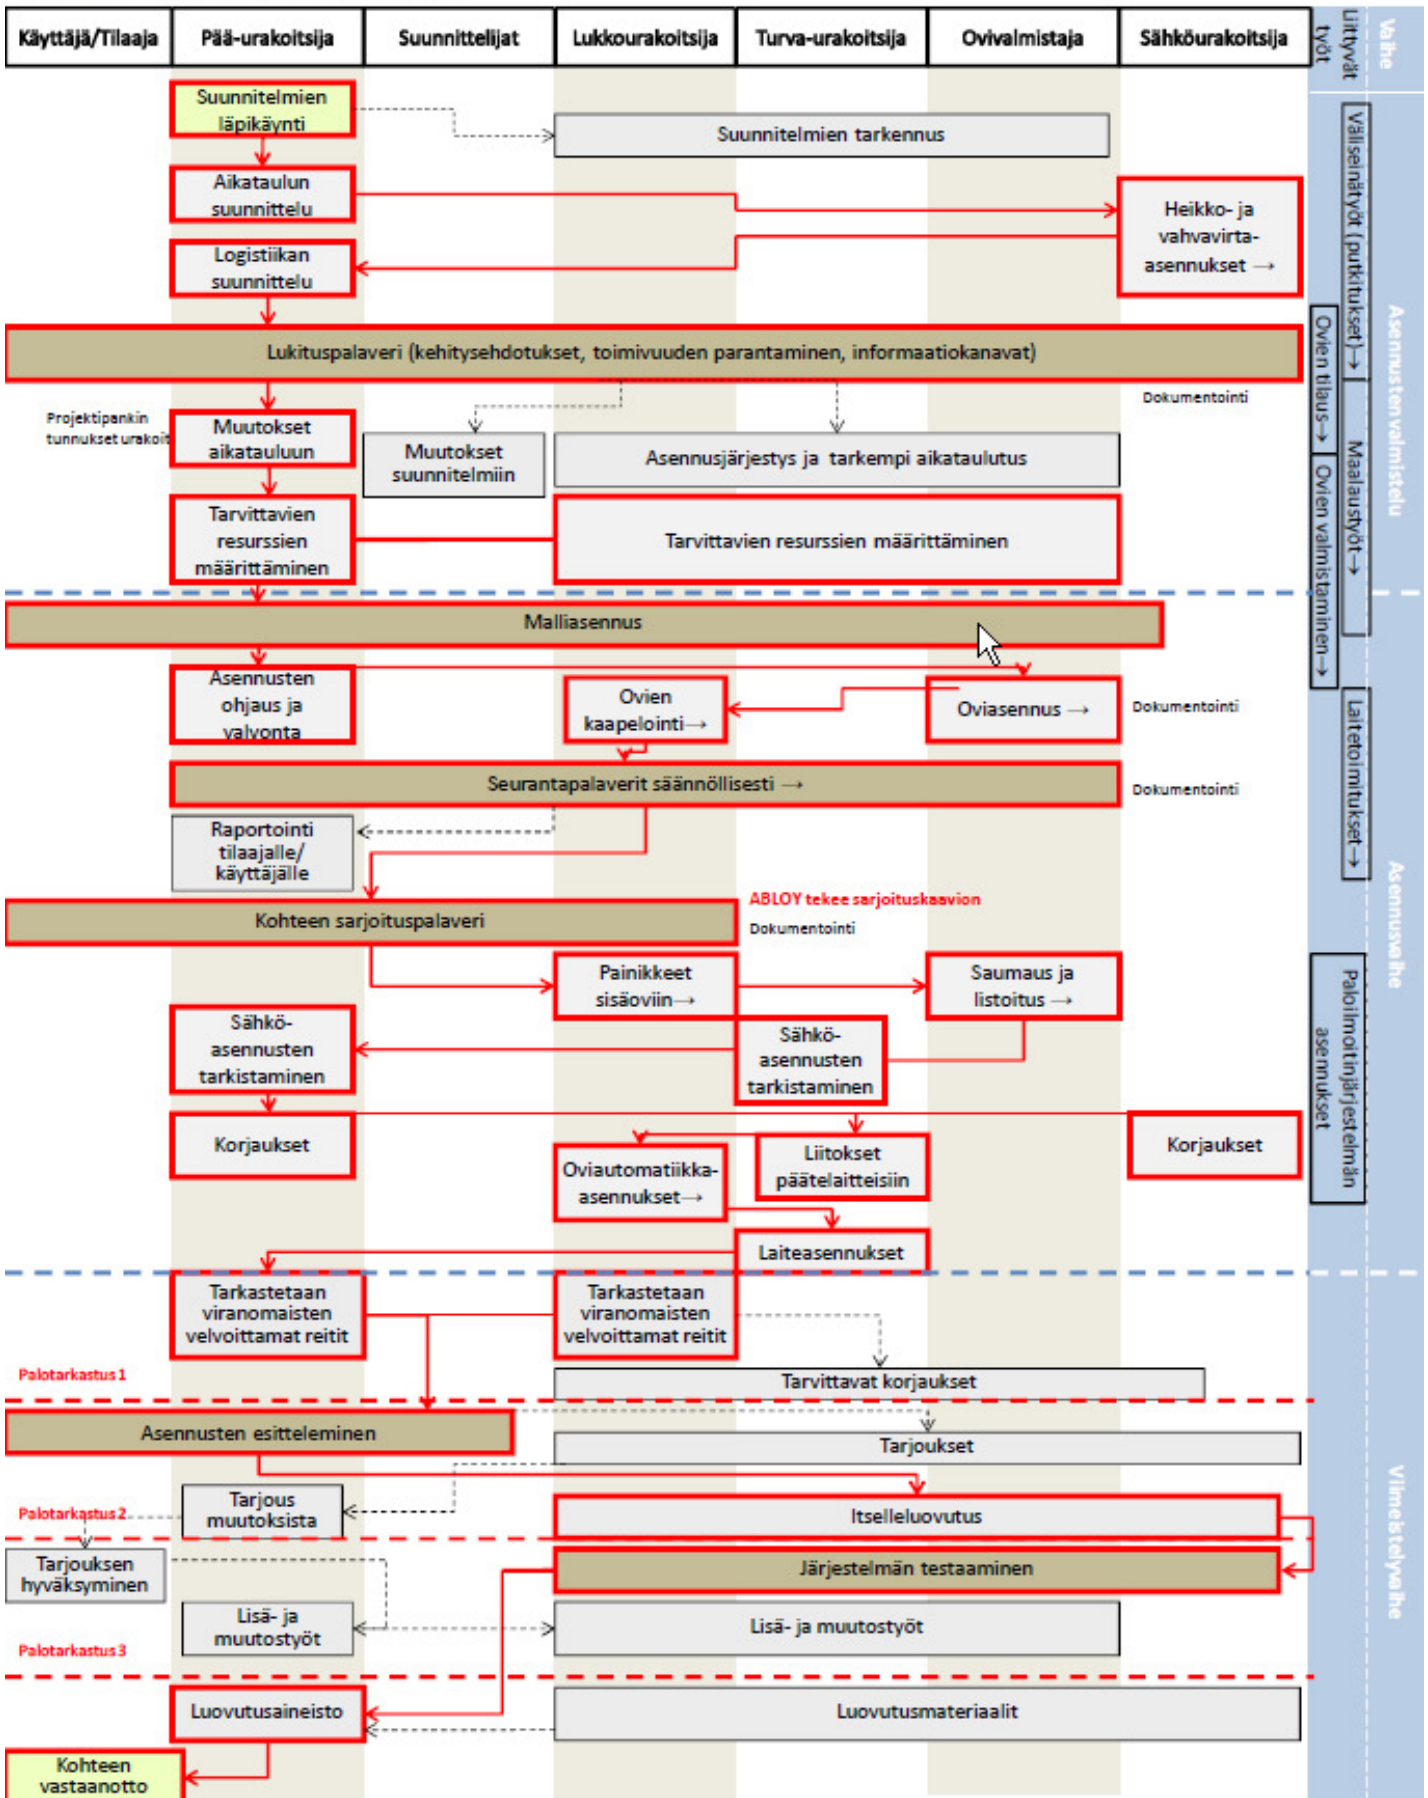 Käyttäjä/Tilaaja
Pää-urakoitsija
Suunnittelijat
Lukkourakoitsija
Turva-urakoitsija
Ovivalmistaja
Sähköurakoitsija
Liittyvät
työt
Vaihe
Suunnitelmien
läpikäynti
Suunnitelmien tarkennus
Aikataulun
suunnittelu
Heikko- ja
vahvavirta-
asennukset →
Logistiikan
suunnittelu
Väliseinätyöt (putkitukset)→
Asennustenvalmistelu
Lukituspalaveri (kehitysehdotukset, toimivuuden parantaminen, informaatiokanavat)
Ovien tilaus→
Dokumentointi
Projektipankin
tunnukset urakoit
Muutokset
aikatauluun
Muutokset
suunnitelmiin
Asennusjärjestys ja tarkempi aikataulutus
Maalaustyöt→
Ovien valmistaminen→
Tarvittavien
resurssien
määrittäminen
Tarvittavien resurssien määrittäminen
Malliasennus
Asennusten
ohjaus ja
valvonta
Ovien
kaapelointi→
Oviasennus →
Dokumentointi
Laitetoimitukset→
Seurantapalaverit säännöllisesti →
Dokumentointi
Raportointi
tilaajalle/
käyttäjälle
Asennusvaihe
ABLOY tekee sarjoituskaavion
Kohteen sarjoituspalaveri
Dokumentointi
Painikkeet
sisäoviin→
Saumaus ja
listoitus →
Paloilmoitinjärjestelmän
asennukset
Sähkö-
asennusten
tarkistaminen
Sähkö-
asennusten
tarkistaminen
Korjaukset
Liitokset
päätelaitteisiin
Korjaukset
Oviautomatiikka-
asennukset→
Laiteasennukset
Tarkastetaan
viranomaisten
velvoittamat reitit
Tarkastetaan
viranomaisten
velvoittamat reitit
Palotarkastus 1
Tarvittavat korjaukset
Asennusten esitteleminen
Tarjoukset
Viimeistelyvaihe
Tarjous
muutoksista
Palotarkastus 2
Itselleluovutus
Tarjouksen
hyväksyminen
Järjestelmän testaaminen
Lisä- ja
muutostyöt
Lisä- ja muutostyöt
Palotarkastus 3
Luovutusaineisto
Luovutusmateriaalit
Kohteen
vastaanotto